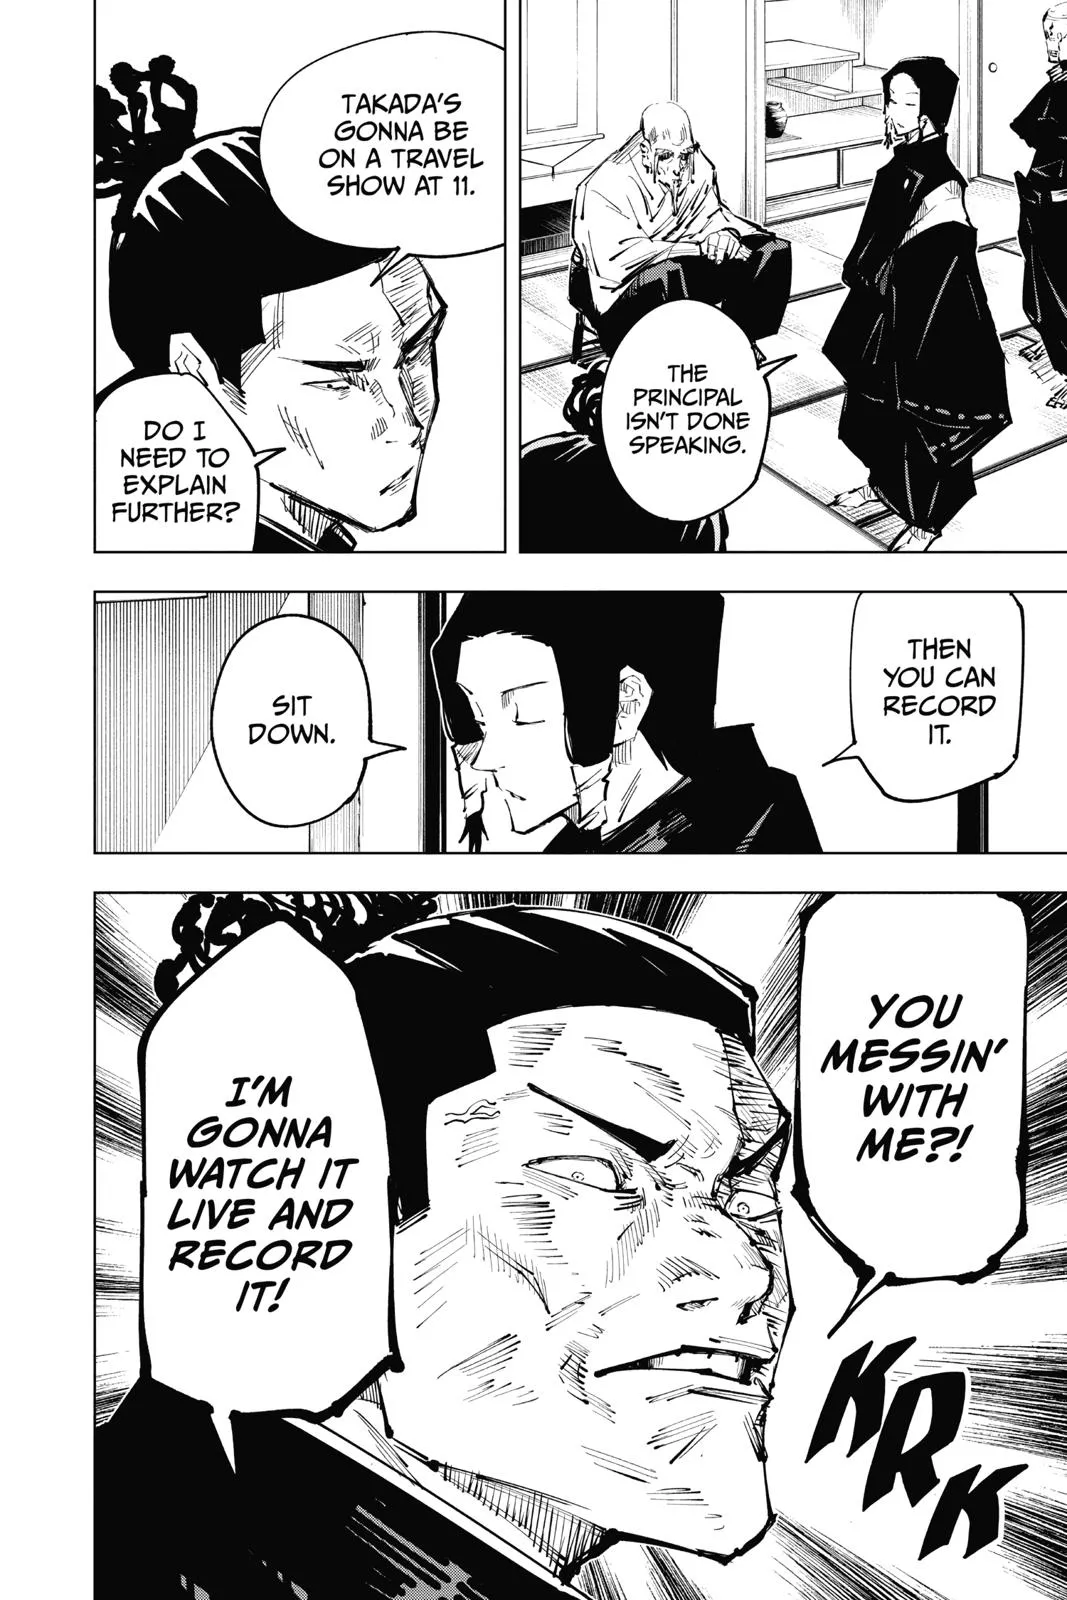 THE
PRINCIPAL
ISN'T DONE
SPEAKING.
TAKADA'S
GONNA BE
ON A TRAVEL
SHOW AT 11.
DO I
NEED TO
EXPLAIN
FURTHER?
THEN
YOU CAN
RECORD
IT.
SIT
DOWN.
YOU
MESSIN'
WITH
ME?!
I'M
GONNA
WATCH IT
LIVE AND
RECORD
IT!
KRK